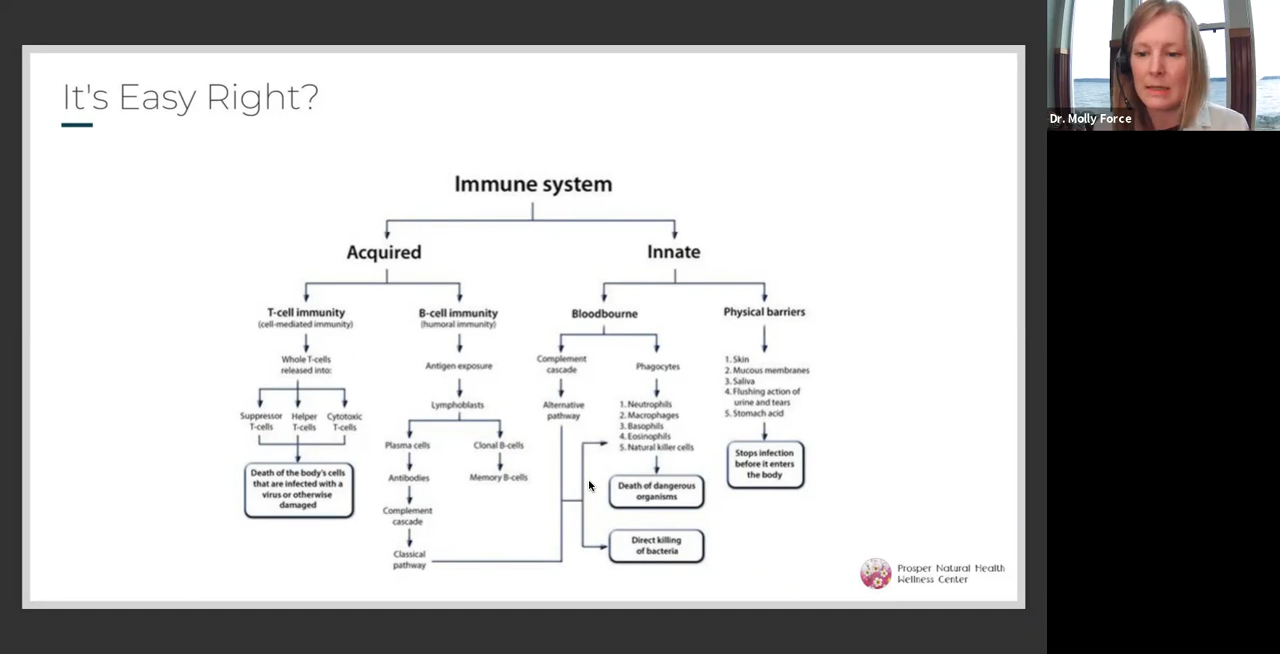 It's Easy Right?
Dr. Molly Force
Immune system
Acquired
Innate
T-cell immunity
(cell-mediated immunity)
B-cell immunity
(humoral immunity)
Bloodbourne
Physical barriers
Whole T-cells
released into:
Antigen exposure
Complement
cascade
Phagocytes
1. Skin
2. Mucous membranes
3. Saliva
4. Flushing action of
urine and tears
5. Stomach acid
Suppressor
T-cells
Helper
T-cells
Cytotoxic
T-cells
Lymphoblasts
Alternative
pathway
1. Neutrophils
2. Macrophages
3. Basophils
4. Eosinophils
5. Natural killer cells
Plasma cells
Clonal B-cells
Stops infection
before it enters
the body
Death of the body's cells
that are infected with a
virus or otherwise
damaged
Antibodies
Memory B-cells
Death of dangerous
organisms
Complement
cascade
Direct killing
of bacteria
Classical
pathway
Prosper Natural Health
Wellness Center